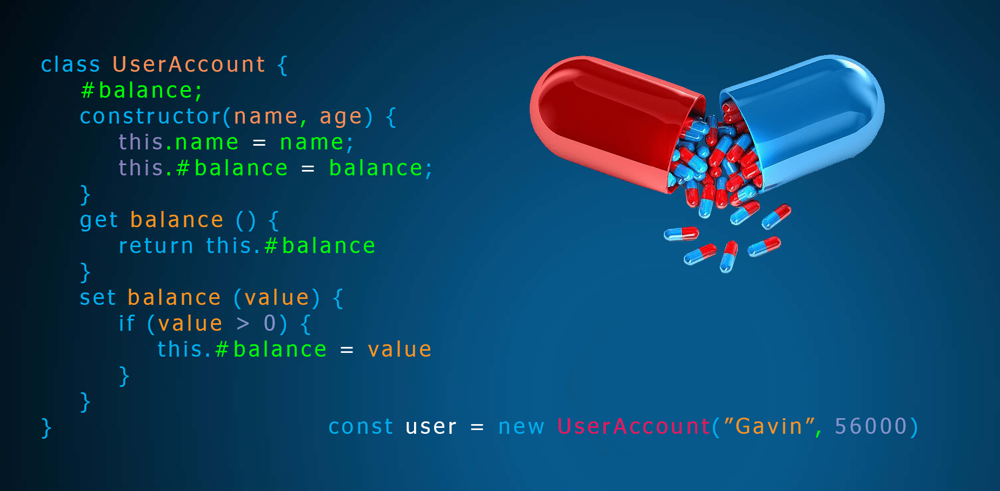 class UserAccount {
#balance;
constructor(name, age) {
this.name = name;
this.#balance = balance;
}
get balance () {
return this.#balance
}
set balance (value) {
if (value > 0) {
this.#balance = value
}
}
}
const user = new UserAccount(”Gavin”, 56000)